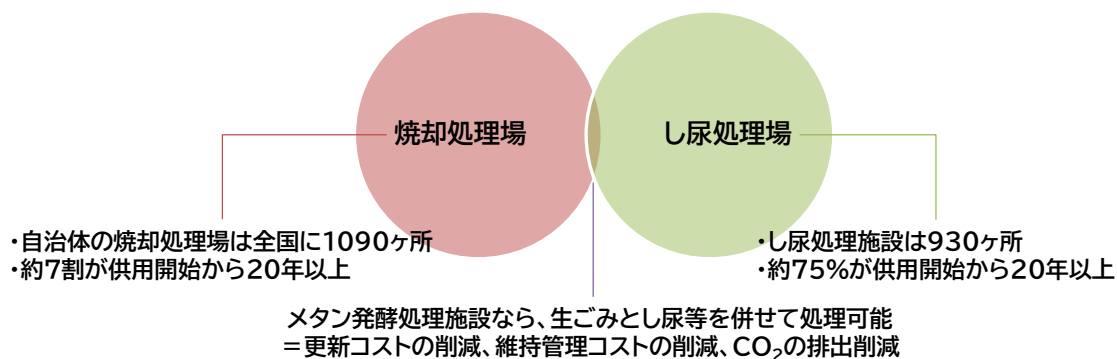 焼却処理場
し尿処理場
・自治体の焼却処理場は全国に1090ヶ所
・約7割が供用開始から20年以上
・し尿処理施設は930ヶ所
・約75%が供用開始から20年以上
メタン発酵処理施設なら、生ごみとし尿等を併せて処理可能
＝更新コストの削減、維持管理コストの削減、CO₂の排出削減